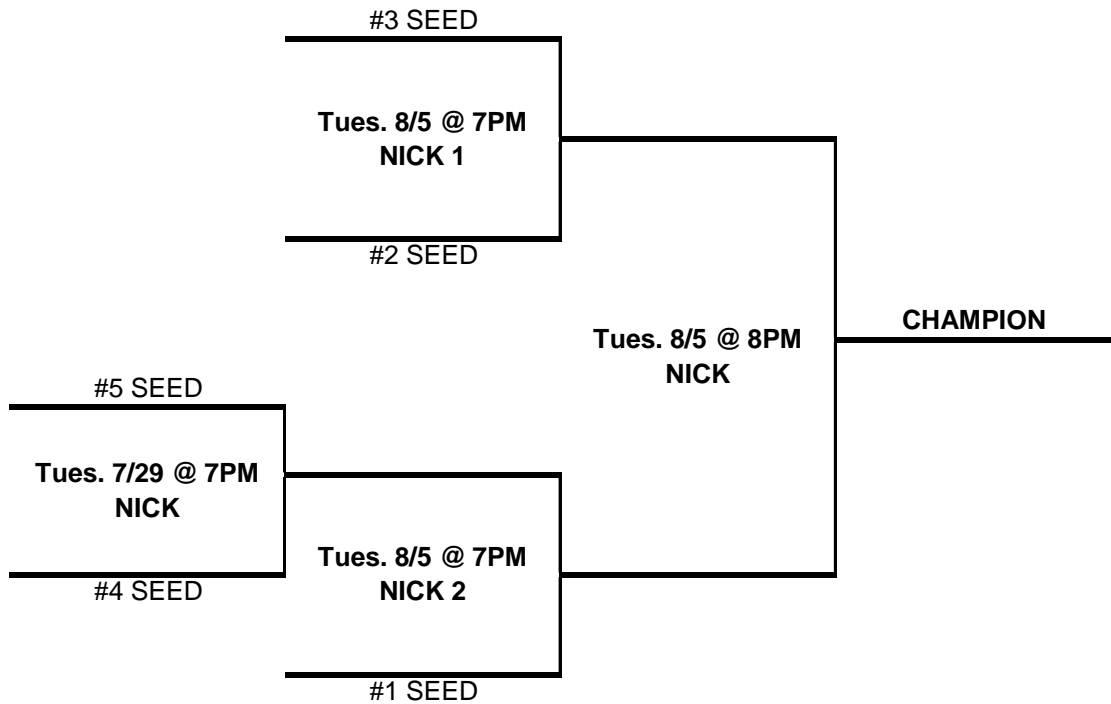 #3 SEED
Tues. 8/5 @ 7PM
NICK 1
#2 SEED
Tues. 8/5 @ 8PM
NICK
CHAMPION
#5 SEED
Tues. 7/29 @ 7PM
NICK
#4 SEED
Tues. 8/5 @ 7PM
NICK 2
#1 SEED